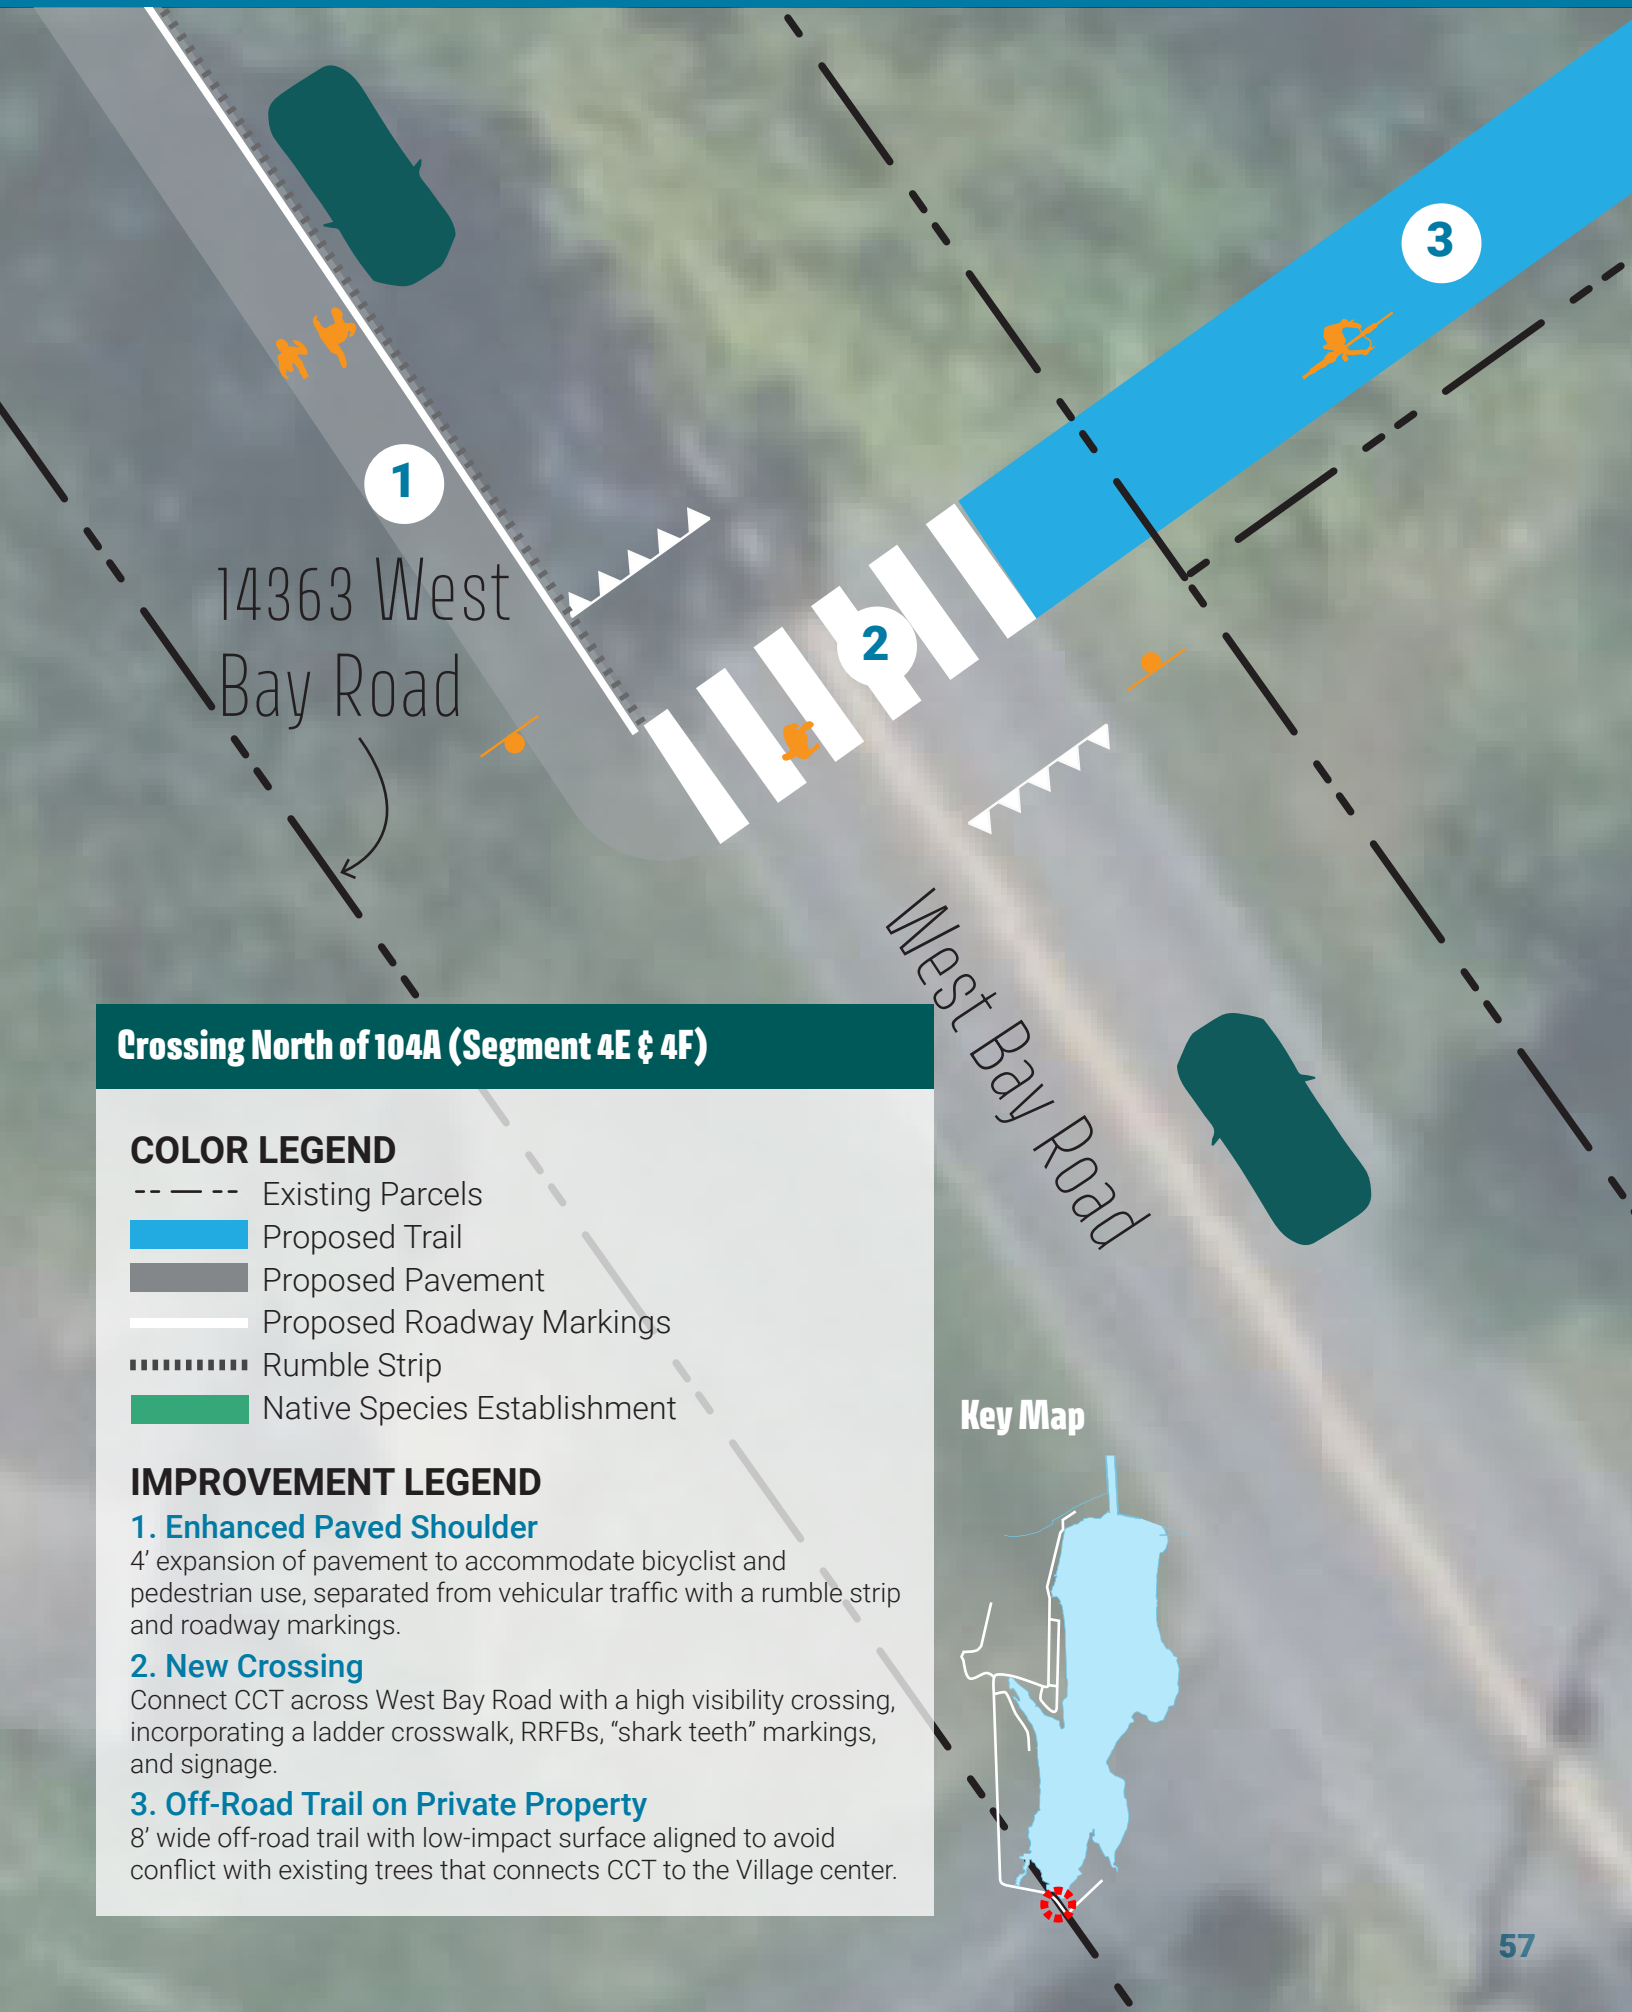 3
1
14363 West
Bay Road
2
West Bay Road
Crossing North of 104A (Segment 4E & 4F)
COLOR LEGEND
Existing Parcels
Proposed Trail
Proposed Pavement
Proposed Roadway Markings
Rumble Strip
Native Species Establishment
IMPROVEMENT LEGEND
1. Enhanced Paved Shoulder
4’ expansion of pavement to accommodate bicyclist and
pedestrian use, separated from vehicular traffic with a rumble strip
and roadway markings.
2. New Crossing
Connect CCT across West Bay Road with a high visibility crossing,
incorporating a ladder crosswalk, RRFBs, “shark teeth” markings,
and signage.
3. Off-Road Trail on Private Property
8’ wide off-road trail with low-impact surface aligned to avoid
conflict with existing trees that connects CCT to the Village center.
Key Map
57